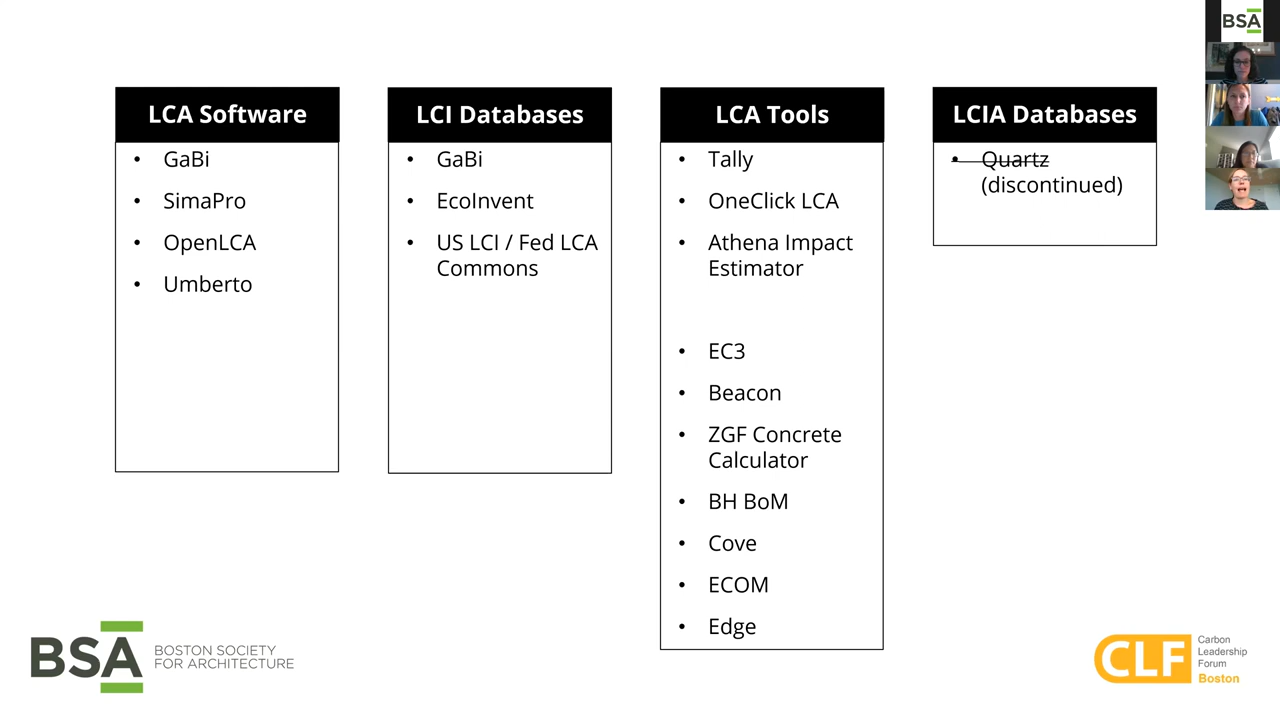 BSA
LCA Software
• GaBi
• SimaPro
• OpenLCA
• Umberto
LCI Databases
• GaBi
• EcoInvent
• US LCI / Fed LCA
Commons
LCA Tools
• Tally
• OneClick LCA
• Athena Impact
Estimator
• EC3
• Beacon
• ZGF Concrete
Calculator
• BH BoM
• Cove
• ECOM
• Edge
LCIA Databases
• Quartz
(discontinued)
BSA
BOSTON SOCIETY
FOR ARCHITECTURE
CLF
Carbon
Leadership
Forum
Boston